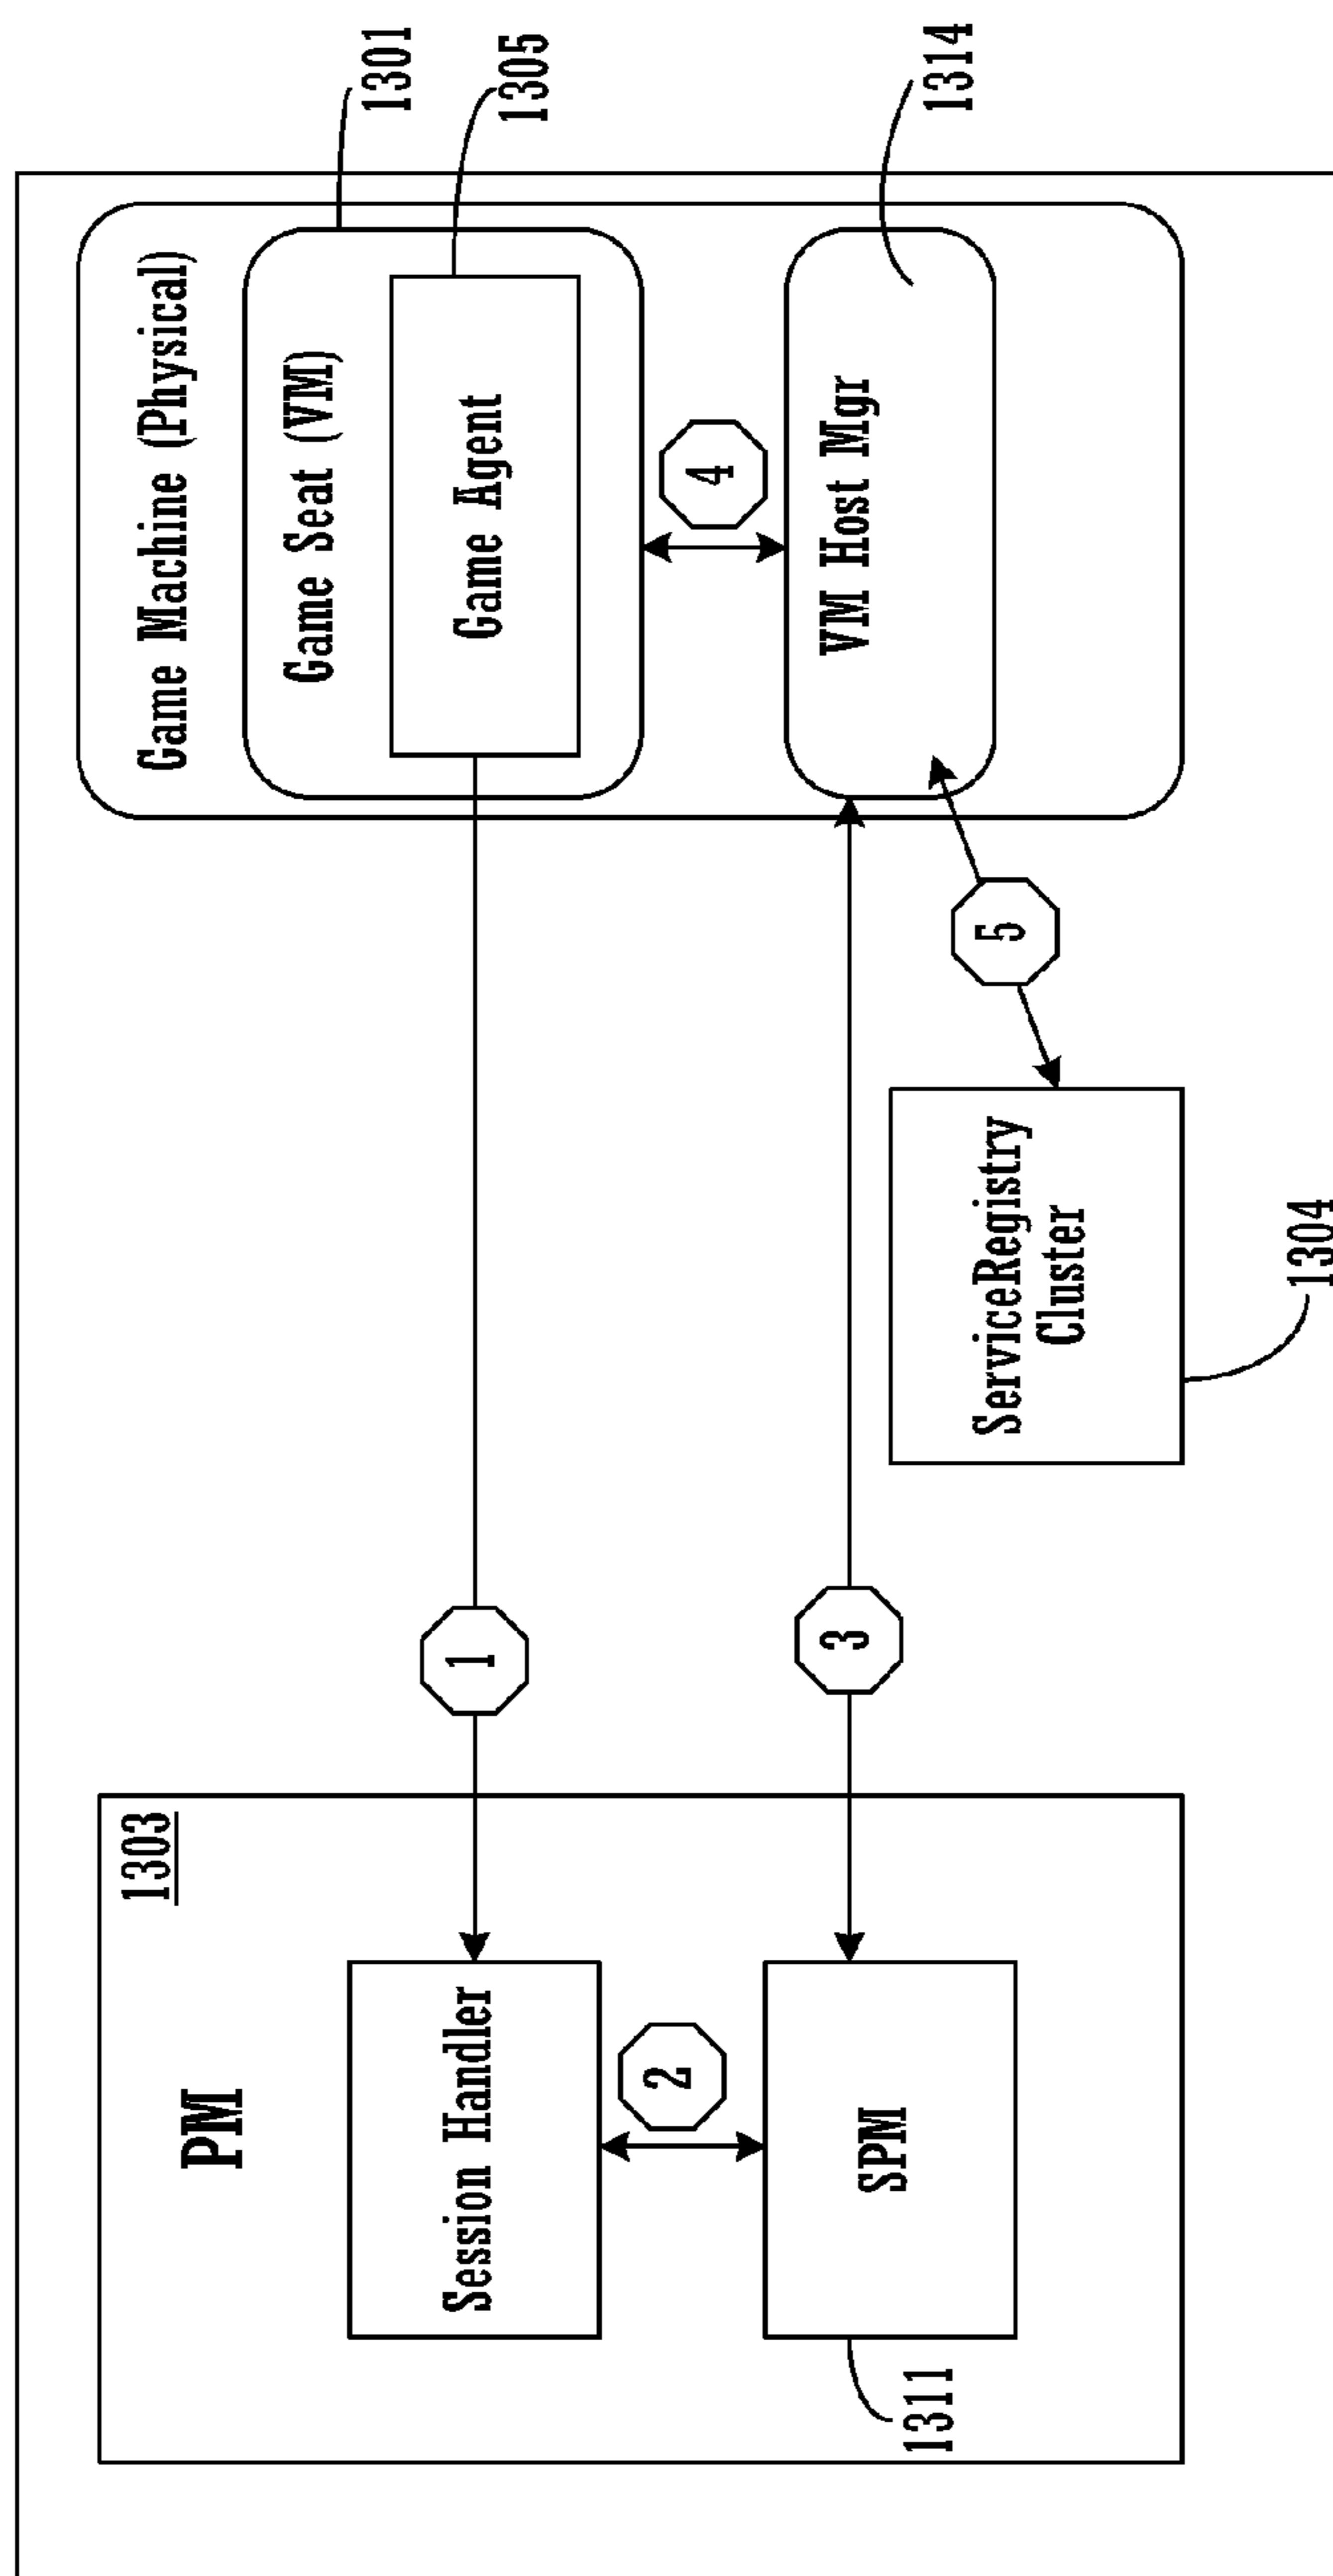 PM
1303
Session Handler
2
SPM
1311
1
3
ServiceRegistry
Cluster
1304
5
Game Machine (Physical)
Game Seat (VM)
Game Agent
4
VM Host Mgr
1301
1305
1314